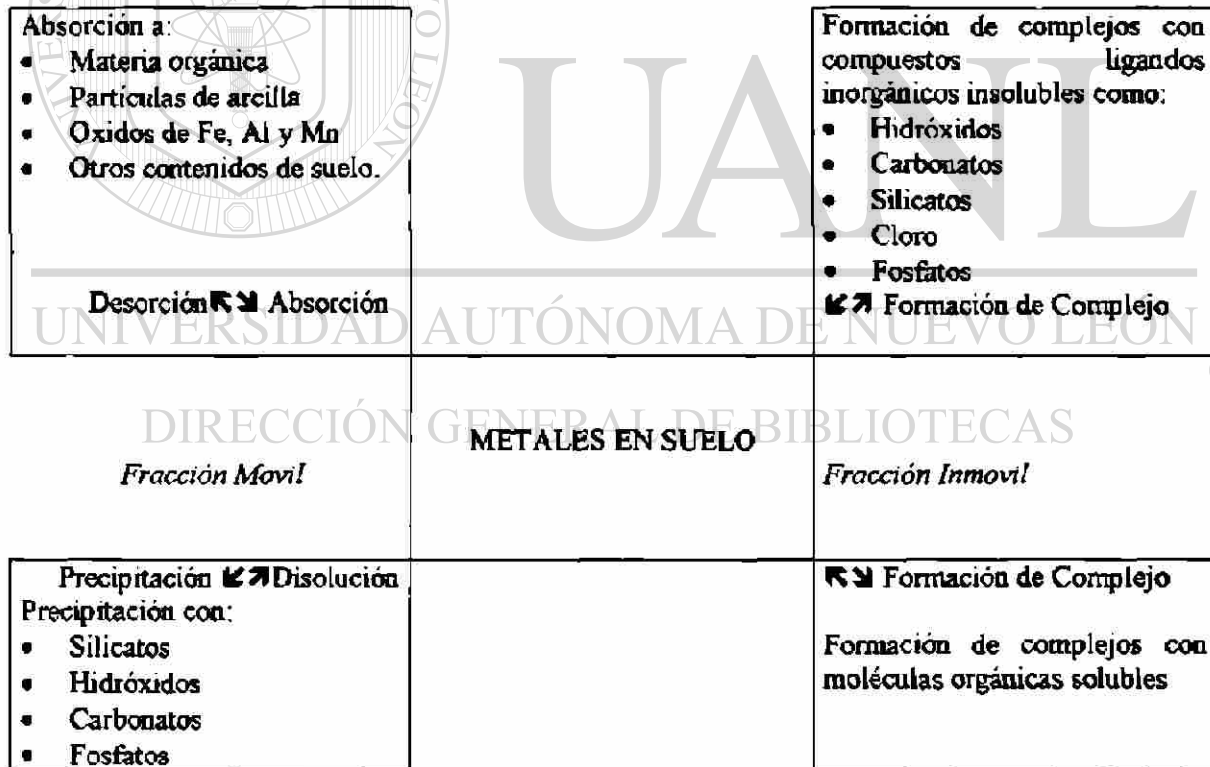 Absorción a:
• Materia orgánica
• Partículas de arcilla
• Oxidos de Fe, Al y Mn
• Otros contenidos de suelo.
Desorción↖↘ Absorción
Formación de complejos con
compuestos ligandos
inorgánicos insolubles como:
• Hidróxidos
• Carbonatos
• Silicatos
• Cloro
• Fosfatos
↙↗ Formación de Complejo
Fracción Movil
METALES EN SUELO
Fracción Inmovil
Precipitación ↙↗Disolución
Precipitación con:
• Silicatos
• Hidróxidos
• Carbonatos
• Fosfatos
↖↘ Formación de Complejo
Formación de complejos con
moléculas orgánicas solubles
UANL
UNIVERSIDAD AUTÓNOMA DE NUEVO LEÓN
DIRECCIÓN GENERAL DE BIBLIOTECAS